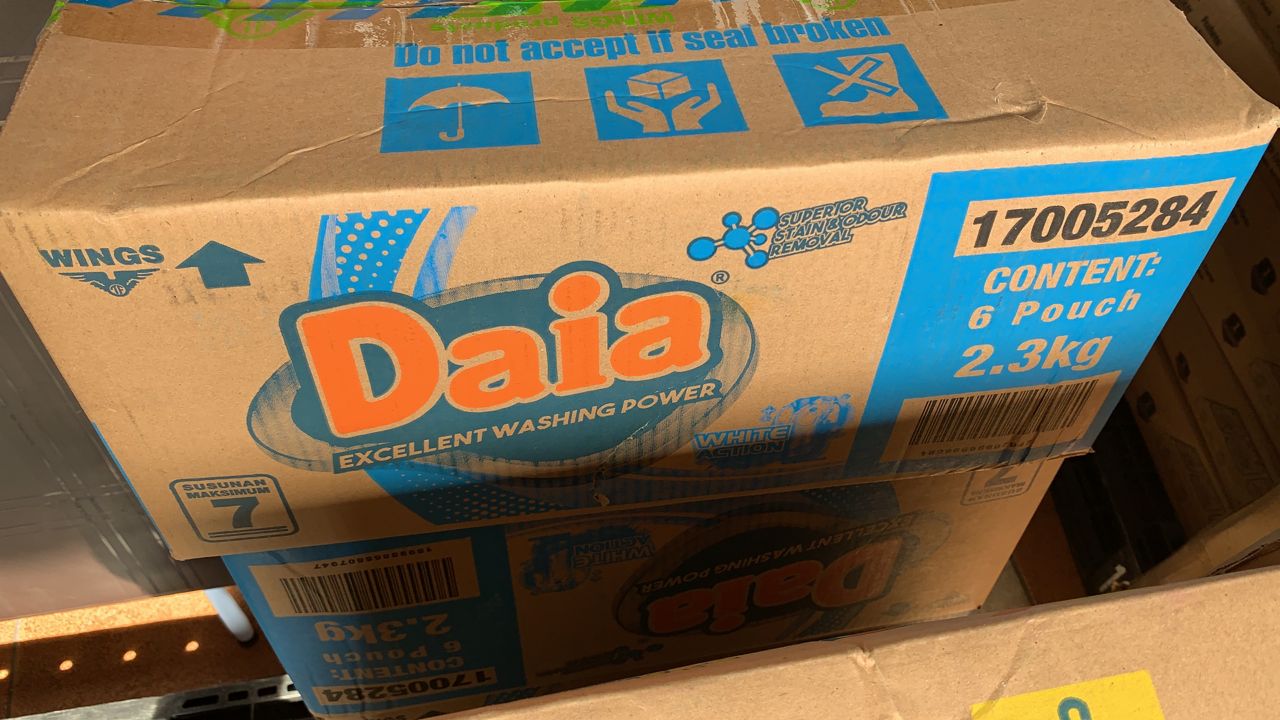 WINGS products
Do not accept if seal broken
WINGS
SUPERIOR
STAIN & ODOUR
REMOVAL
17005284
CONTENT:
6 Pouch
2.3kg
Daia®
EXCELLENT WASHING POWER
WHITE
ACTION
SUSUNAN
MAKSIMUM
7
Daia
EXCELLENT WASHING POWER
WHITE
ACTION
17005284
CONTENT:
6 Pouch
2.3kg